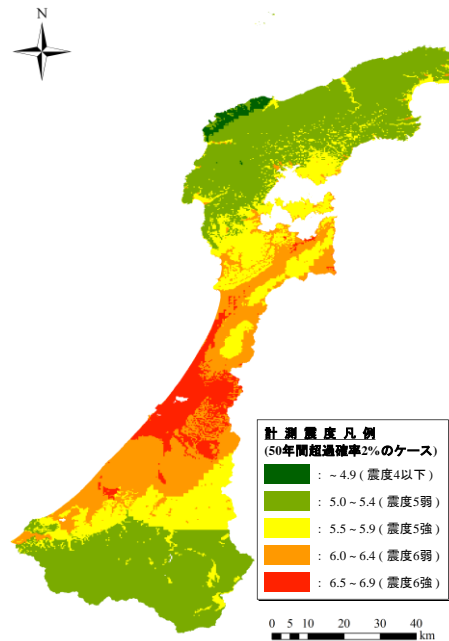 N
計 測 震 度 凡 例
(50年間超過確率2%のケース)
: ~ 4.9 ( 震度4以下)
: 5.0 ~ 5.4 ( 震度5弱)
: 5.5 ~ 5.9 ( 震度5強)
: 6.0 ~ 6.4 ( 震度6弱)
: 6.5 ~ 6.9 ( 震度6強)
0 5 10 20 30 40
km